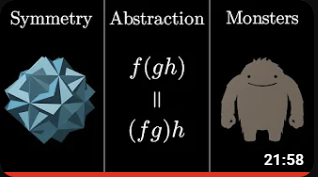 Symmetry
Abstraction
f(gh)
=
(fg)h
Monsters
21:58